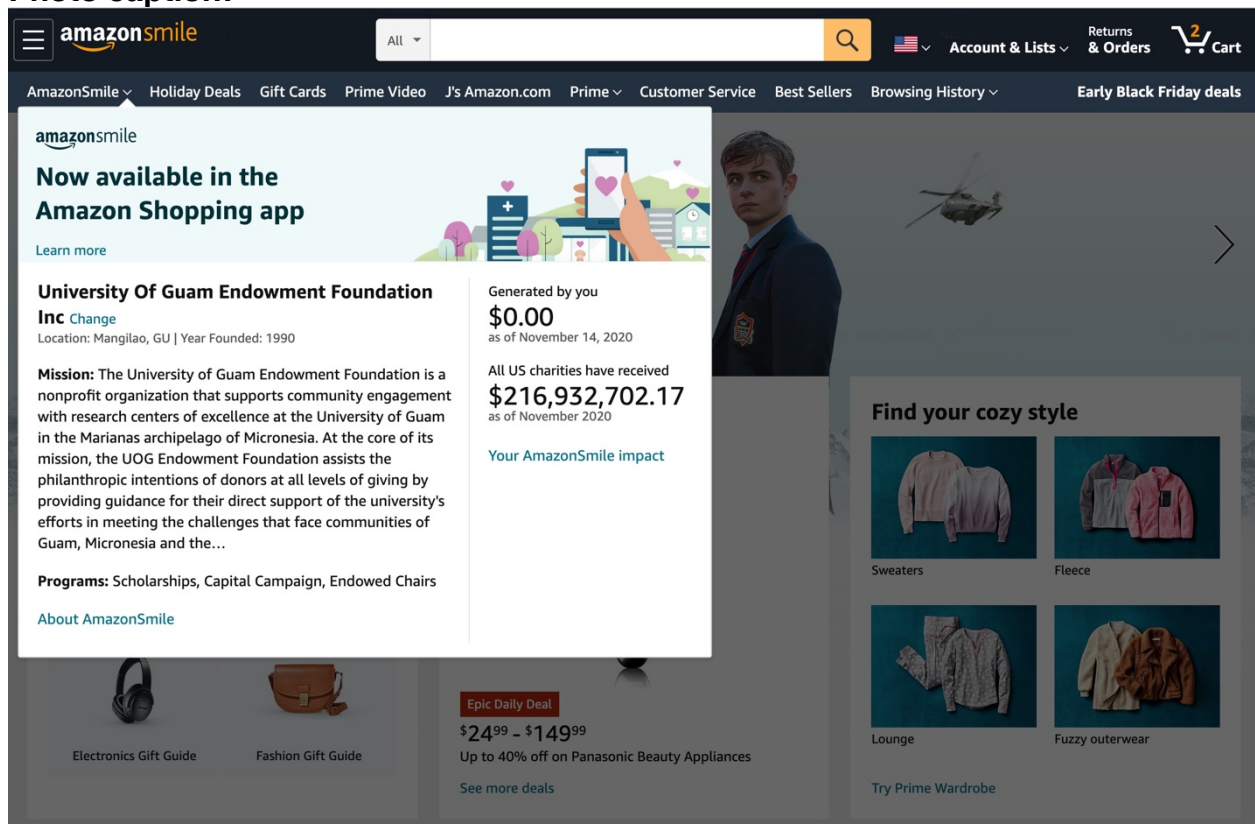 amazonsmile
All
Returns
& Orders
Account & Lists
2
Cart
AmazonSmile
Holiday Deals
Gift Cards
Prime Video
J's Amazon.com
Prime
Customer Service
Best Sellers
Browsing History
Early Black Friday deals
amazonsmile
Now available in the
Amazon Shopping app
Learn more
University Of Guam Endowment Foundation
Inc Change
Location: Mangilao, GU | Year Founded: 1990
Mission: The University of Guam Endowment Foundation is a
nonprofit organization that supports community engagement
with research centers of excellence at the University of Guam
in the Marianas archipelago of Micronesia. At the core of its
mission, the UOG Endowment Foundation assists the
philanthropic intentions of donors at all levels of giving by
providing guidance for their direct support of the university's
efforts in meeting the challenges that face communities of
Guam, Micronesia and the…
Programs: Scholarships, Capital Campaign, Endowed Chairs
About AmazonSmile
Generated by you
$0.00
as of November 14, 2020
All US charities have received
$216,932,702.17
as of November 2020
Your AmazonSmile impact
Electronics Gift Guide
Fashion Gift Guide
Epic Daily Deal
$24.99 - $149.99
Up to 40% off on Panasonic Beauty Appliances
See more deals
Find your cozy style
Sweaters
Fleece
Lounge
Fuzzy outerwear
Try Prime Wardrobe